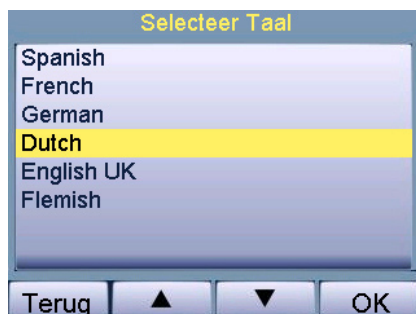 Selecteer Taal
Spanish
French
German
Dutch
English UK
Flemish
Terug ▲ ▼ OK